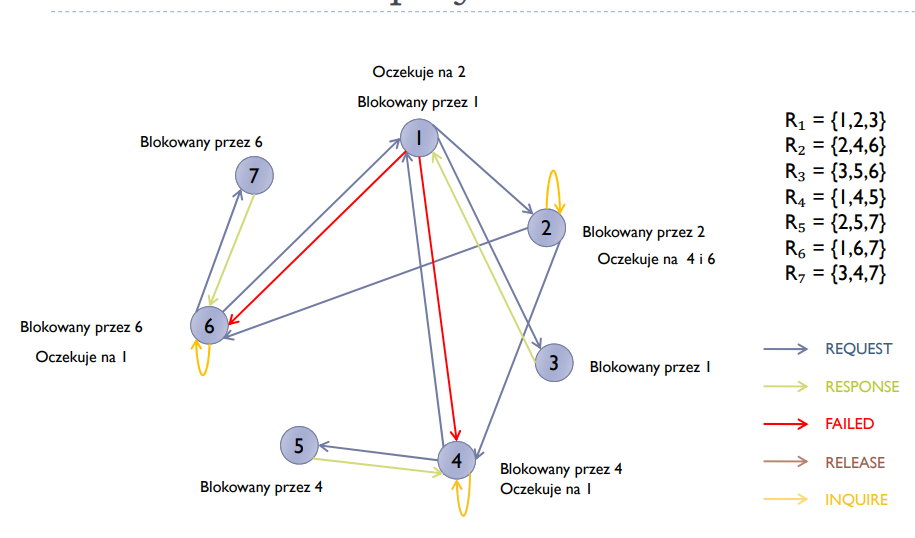 Oczekuje na 2
Blokowany przez 1
1
Blokowany przez 6
7
2
Blokowany przez 2
Oczekuje na 4 i 6
6
Blokowany przez 6
Oczekuje na 1
3
Blokowany przez 1
5
Blokowany przez 4
4
Blokowany przez 4
Oczekuje na 1
R₁ = {1,2,3}
R₂ = {2,4,6}
R₃ = {3,5,6}
R₄ = {1,4,5}
R₅ = {2,5,7}
R₆ = {1,6,7}
R₇ = {3,4,7}
REQUEST
RESPONSE
FAILED
RELEASE
INQUIRE